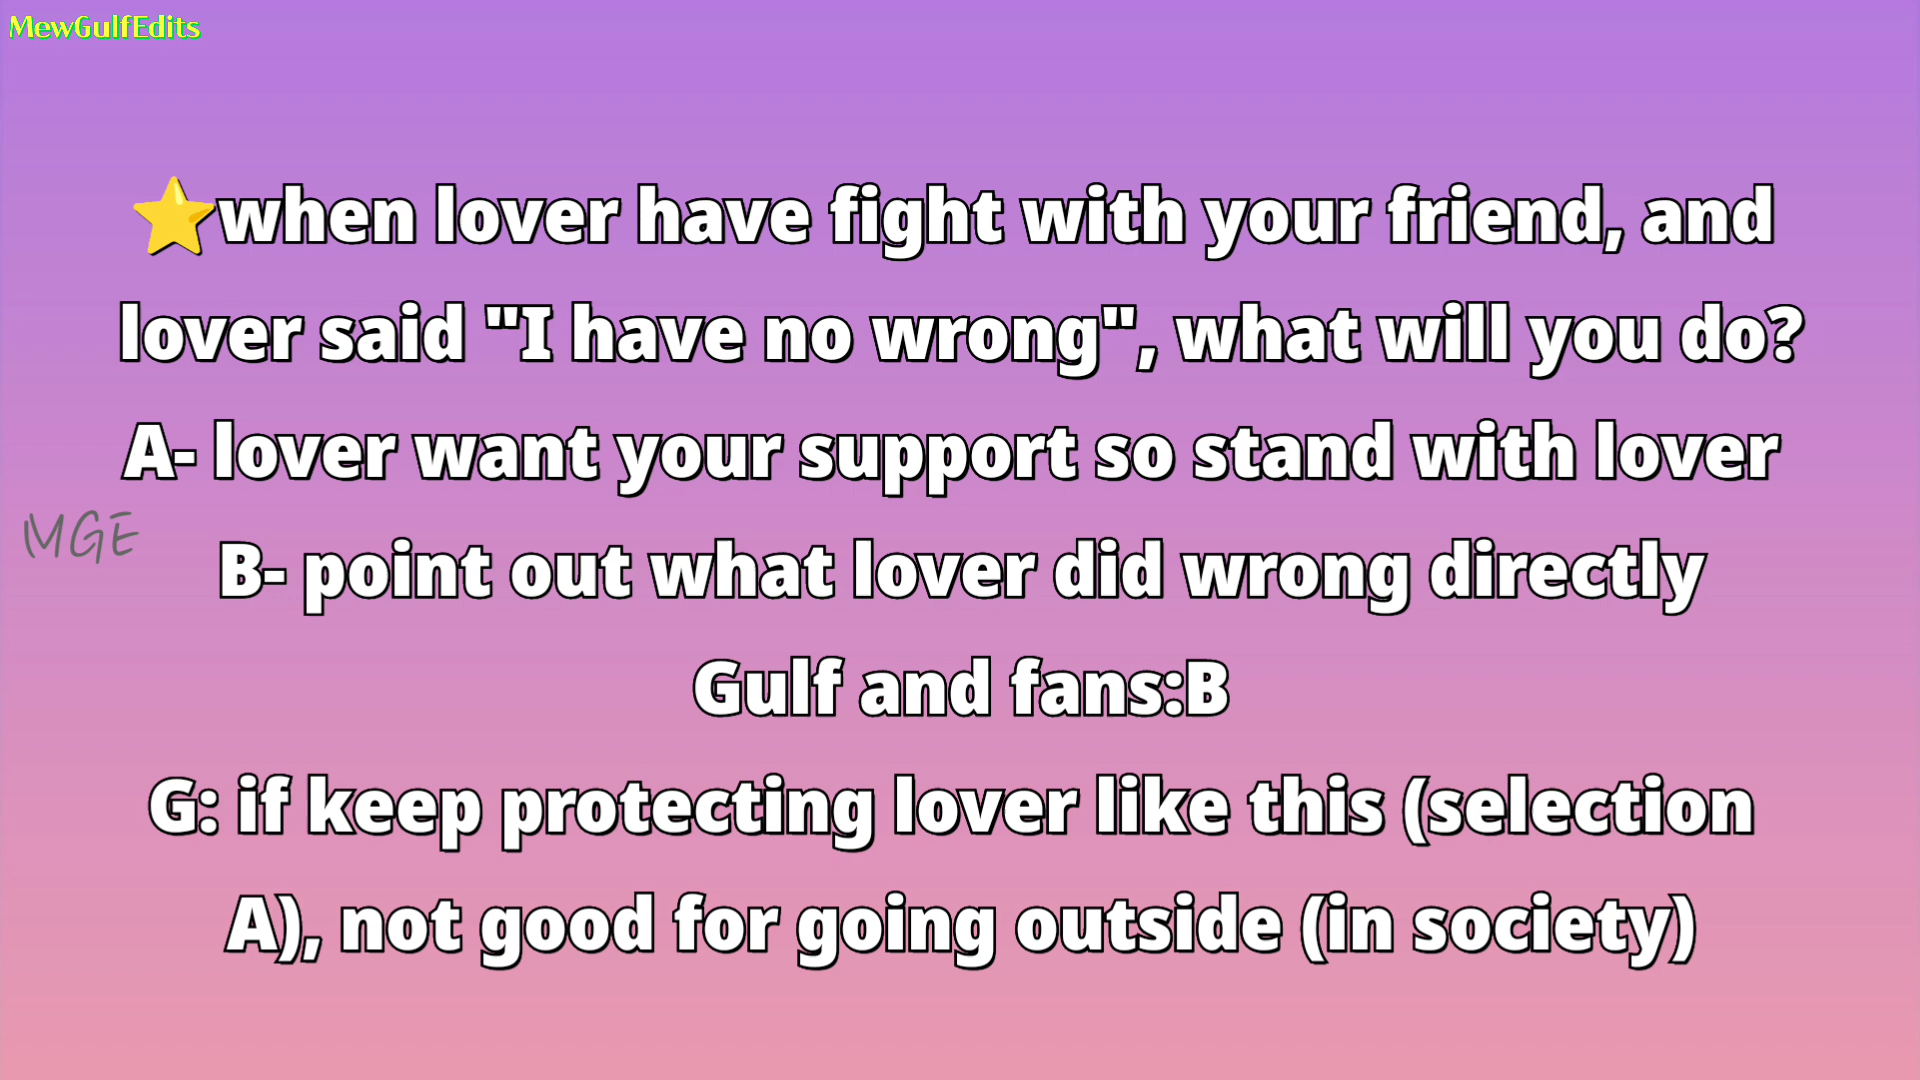 MewGulfEdits
⭐when lover have fight with your friend, and
lover said "I have no wrong", what will you do?
A- lover want your support so stand with lover
MGE
B- point out what lover did wrong directly
Gulf and fans:B
G: if keep protecting lover like this (selection
A), not good for going outside (in society)